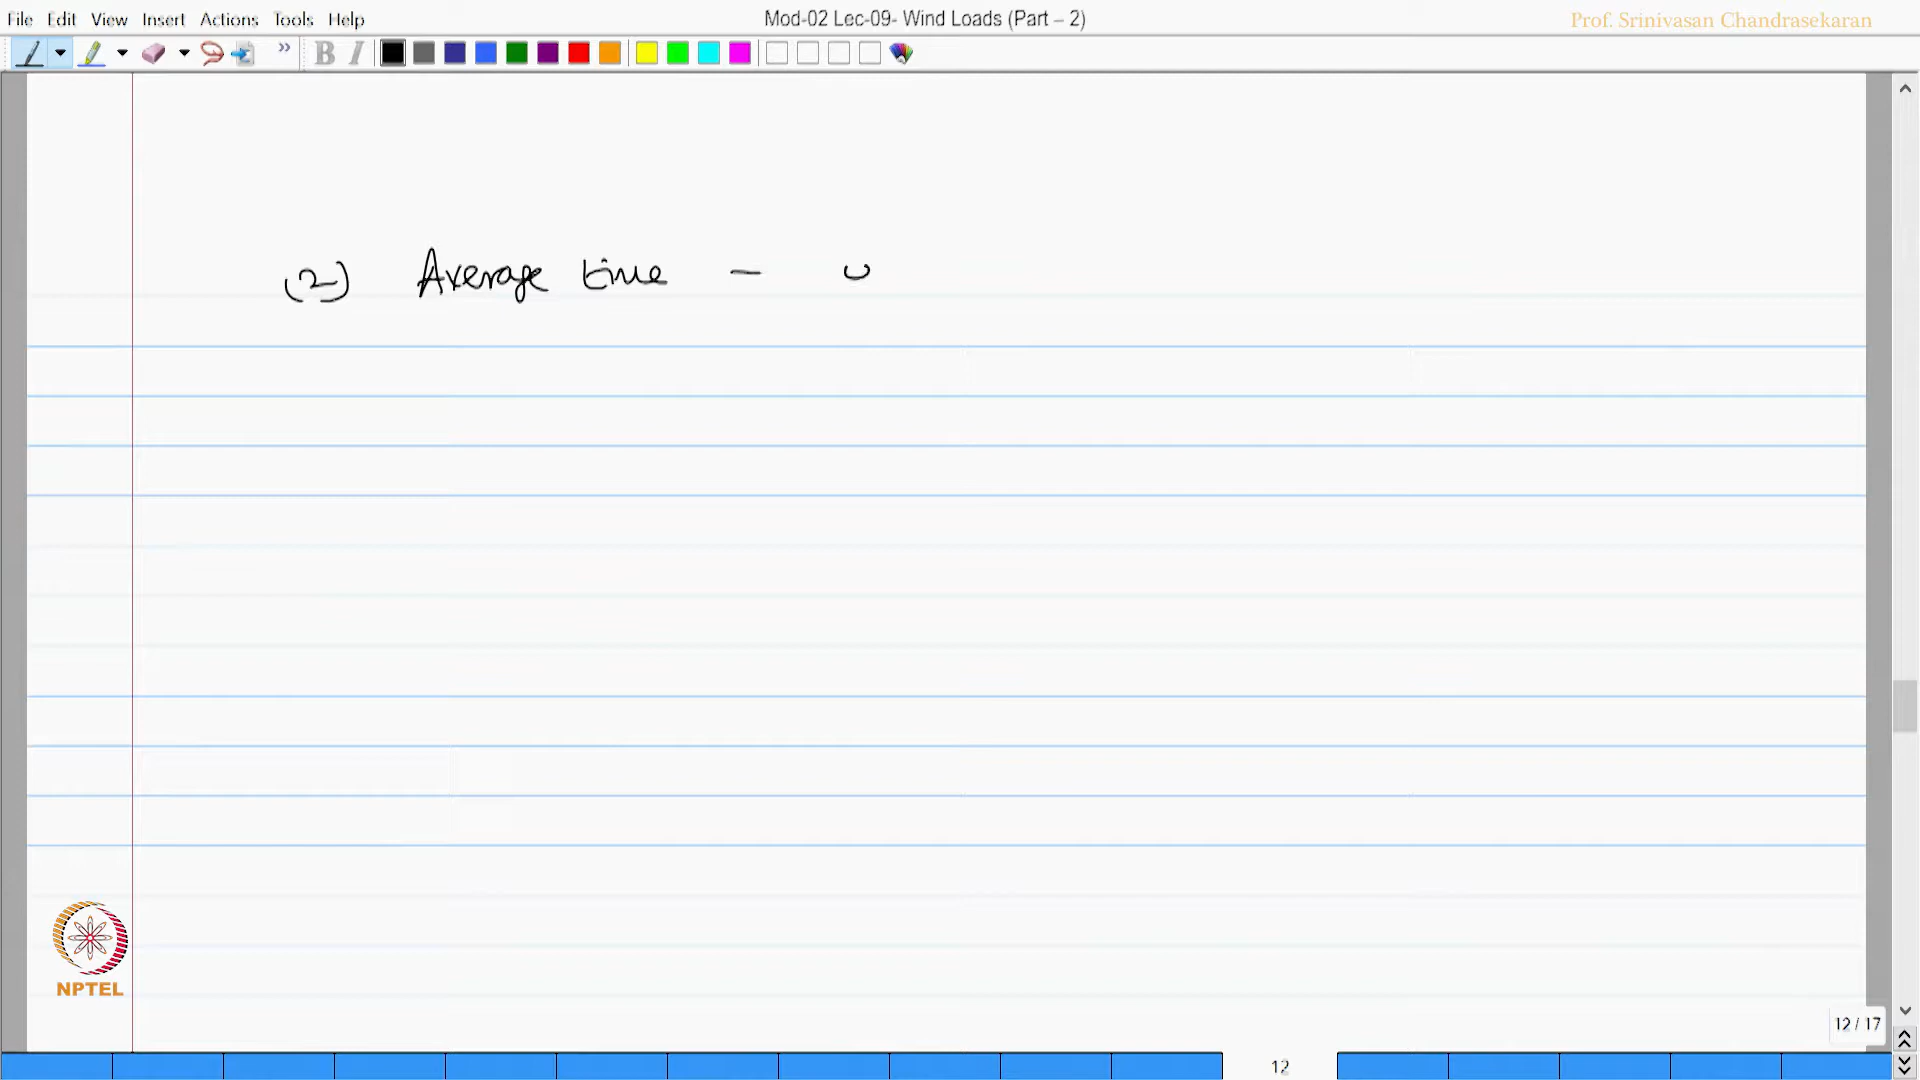 File Edit View Insert Actions Tools Help
Mod-02 Lec-09- Wind Loads (Part – 2)
Prof. Srinivasan Chandrasekaran
» B I
(2) Average time –
NPTEL
12 / 17
12